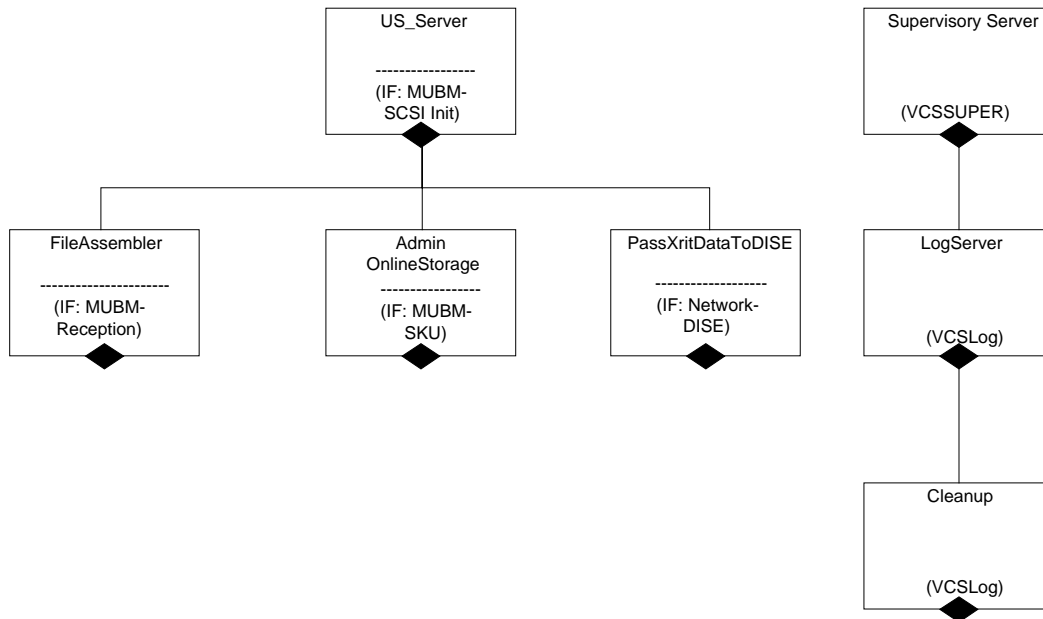 US_Server
-----------------
(IF: MUBM-
SCSI Init)
Supervisory Server
(VCSSUPER)
FileAssembler
----------------------
(IF: MUBM-
Reception)
Admin
OnlineStorage
-----------------
(IF: MUBM-
SKU)
PassXritDataToDISE
-------------------
(IF: Network-
DISE)
LogServer
(VCSLog)
Cleanup
(VCSLog)